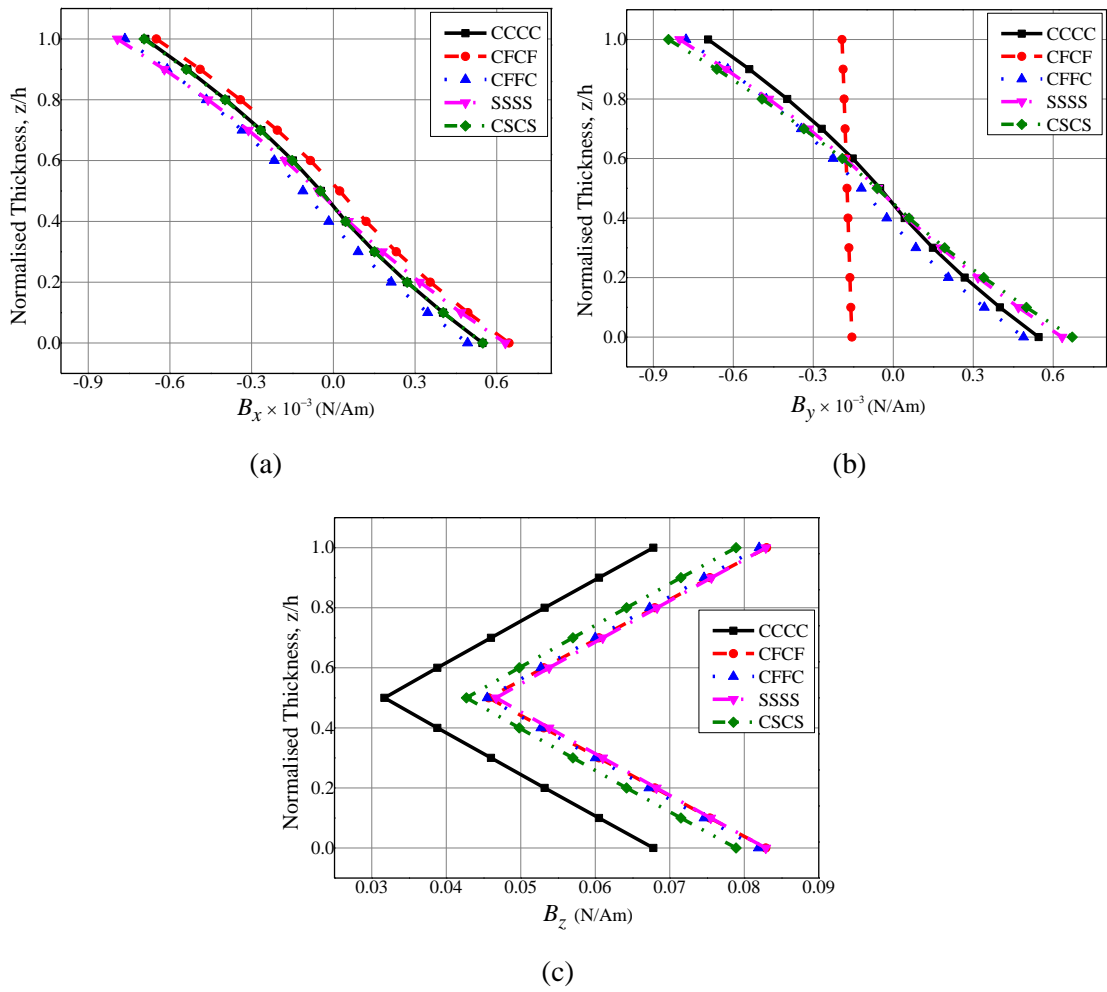 1.0
0.8
0.6
0.4
0.2
0.0
Normalised Thickness, z/h
CCCC
CFCF
CFFC
SSSS
CSCS
-0.9 -0.6 -0.3 0.0 0.3 0.6
B_x × 10⁻³ (N/Am)
(a)
1.0
0.8
0.6
0.4
0.2
0.0
Normalised Thickness, z/h
CCCC
CFCF
CFFC
SSSS
CSCS
-0.9 -0.6 -0.3 0.0 0.3 0.6
B_y × 10⁻³ (N/Am)
(b)
1.0
0.8
0.6
0.4
0.2
0.0
Normalised Thickness, z/h
CCCC
CFCF
CFFC
SSSS
CSCS
0.03 0.04 0.05 0.06 0.07 0.08 0.09
B_z (N/Am)
(c)